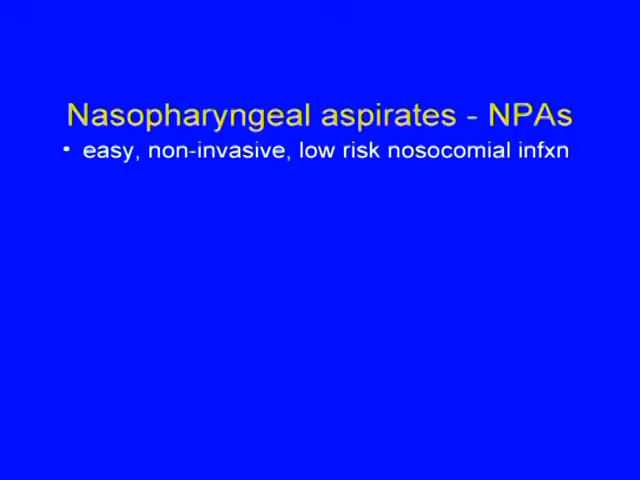 Nasopharyngeal aspirates - NPAs
• easy, non-invasive, low risk nosocomial infxn